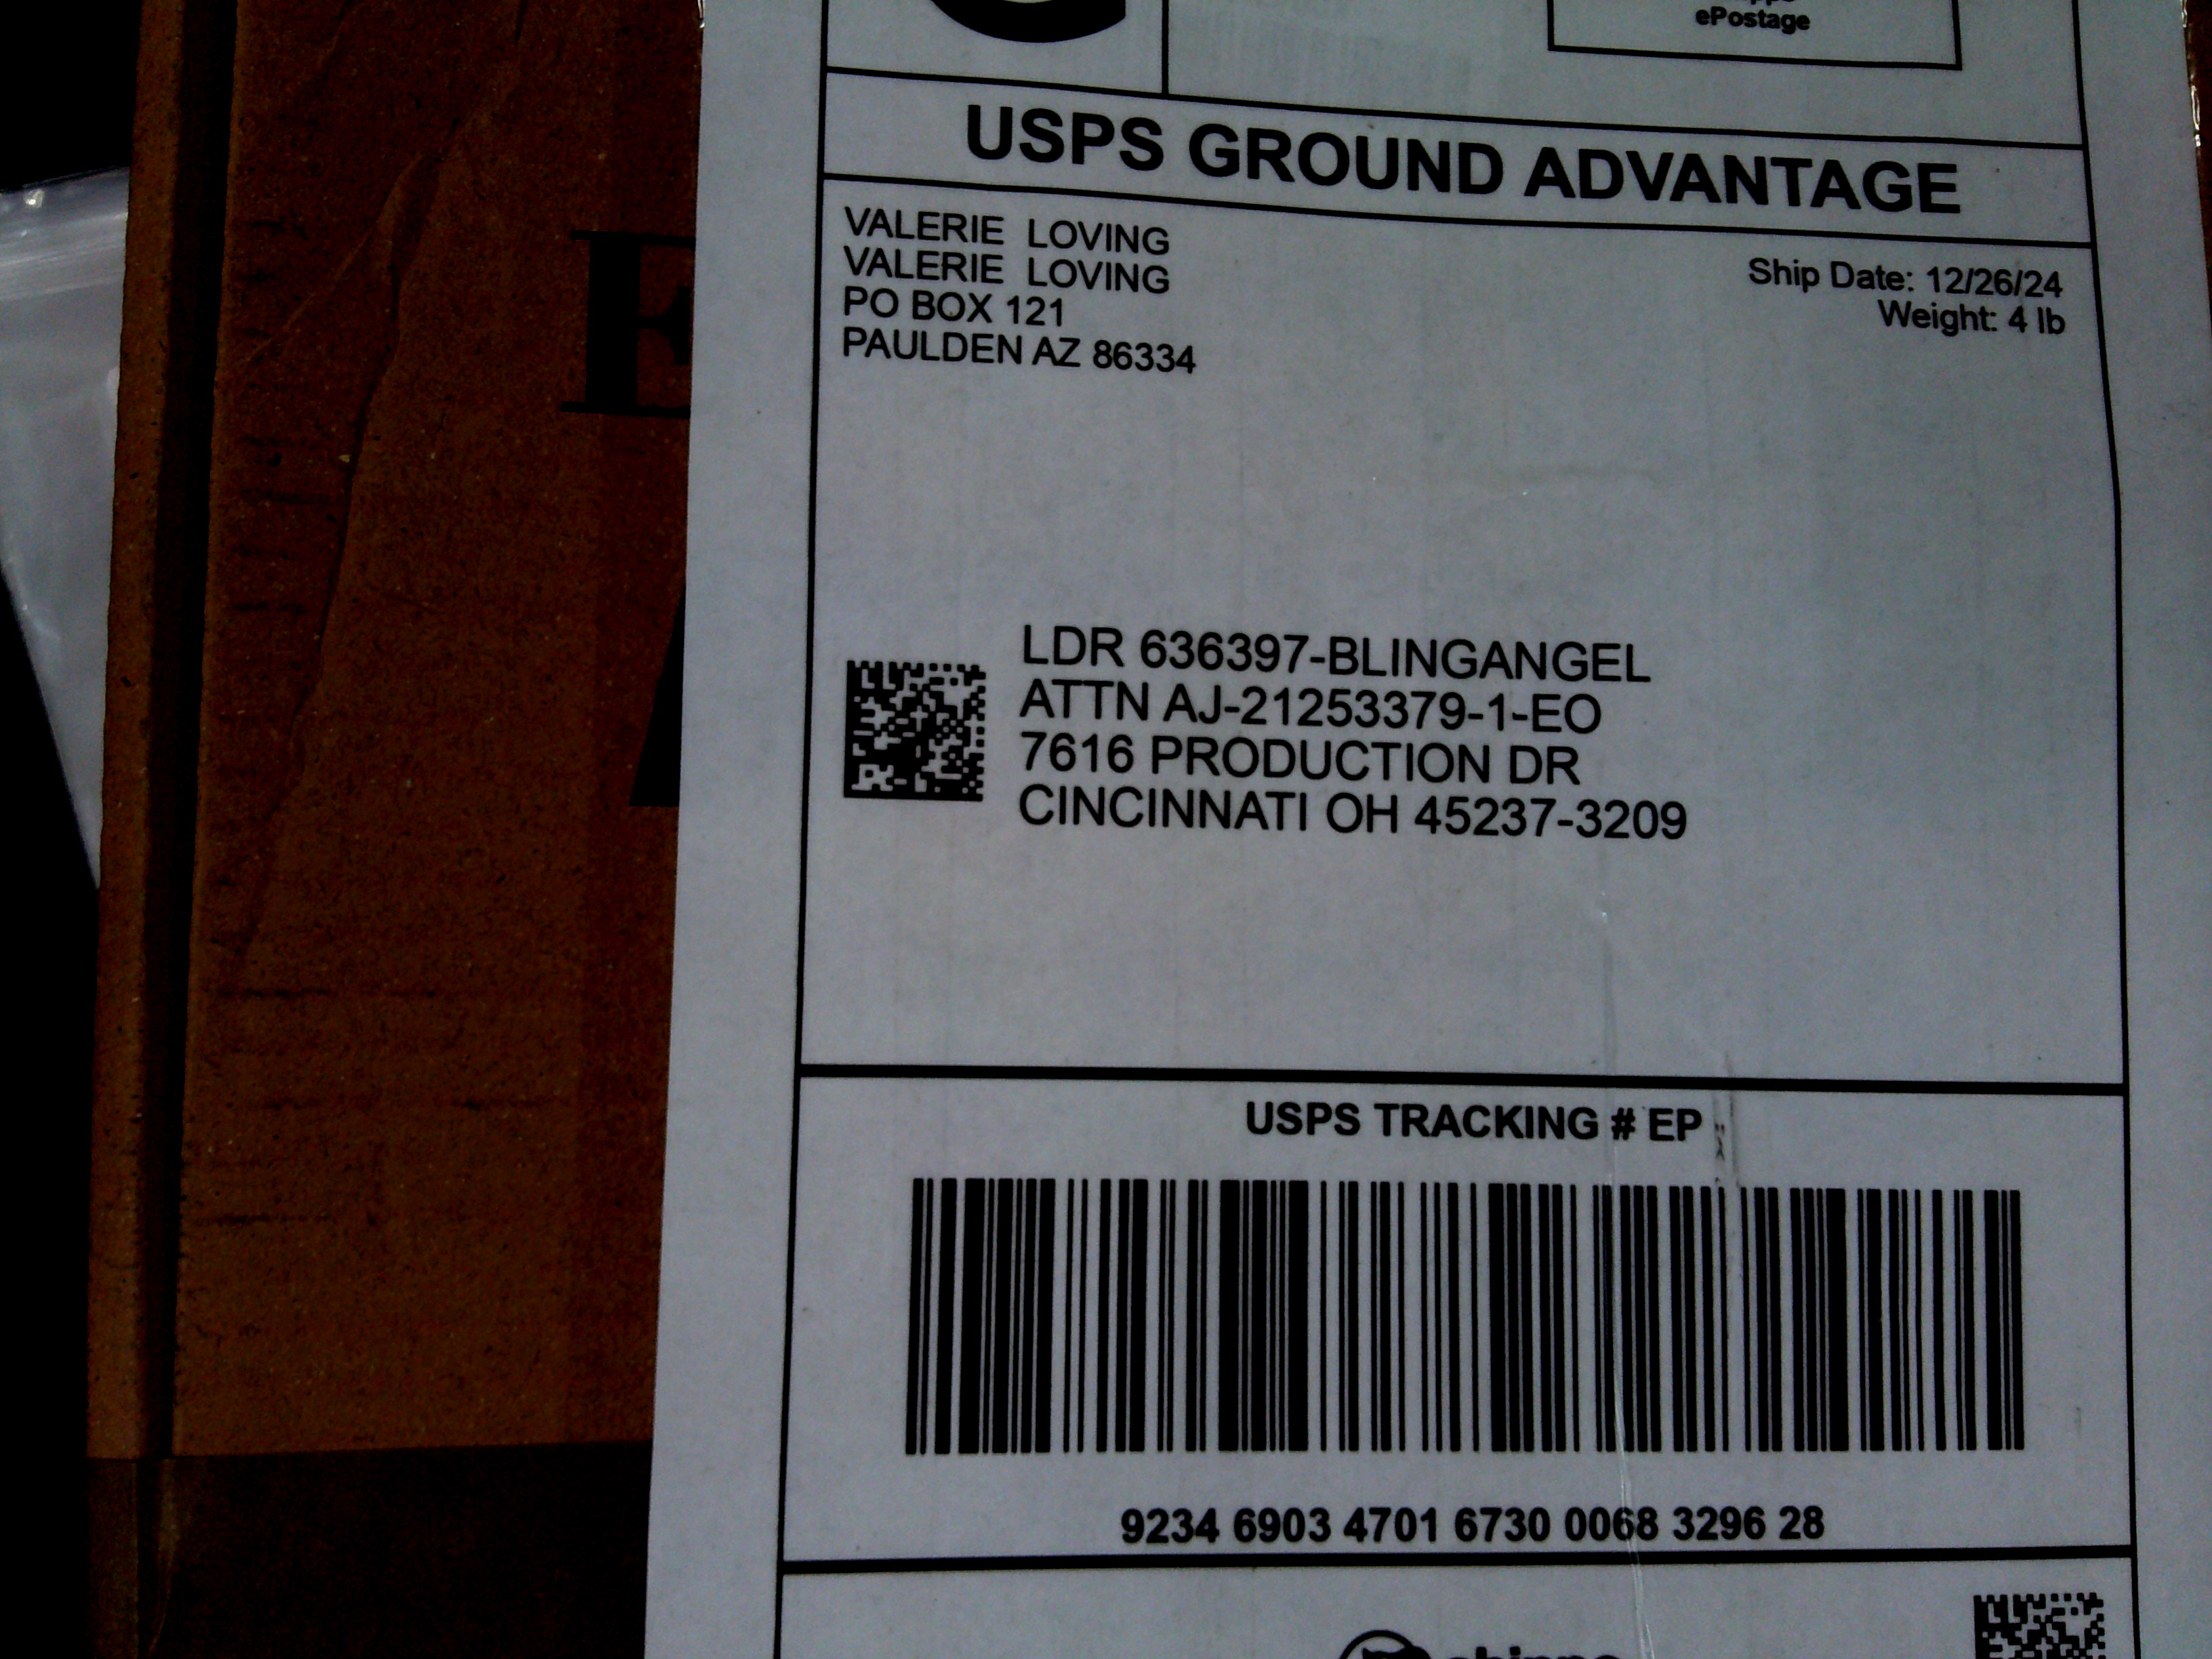 ePostage
USPS GROUND ADVANTAGE
VALERIE LOVING
VALERIE LOVING
PO BOX 121
PAULDEN AZ 86334
Ship Date: 12/26/24
Weight: 4 lb
E
LDR 636397-BLINGANGEL
ATTN AJ-21253379-1-EO
7616 PRODUCTION DR
CINCINNATI OH 45237-3209
USPS TRACKING # EP
9234 6903 4701 6730 0068 3296 28